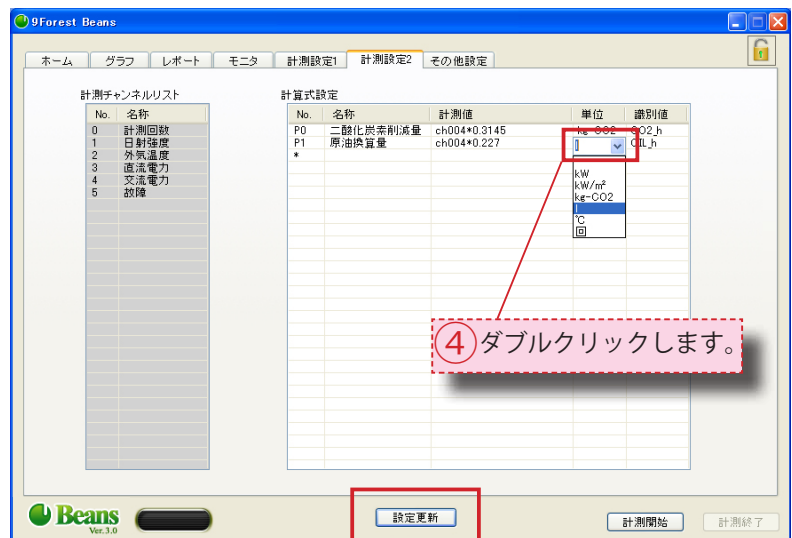 9Forest Beans
ホーム グラフ レポート モニタ 計測設定1 計測設定2 その他設定
計測チャンネルリスト
No. 名称
0 計測回数
1 日射強度
2 外気温度
3 直流電力
4 交流電力
5 故障
計算式設定
No. 名称 計測値 単位 識別値
P0 二酸化炭素削減量 ch004*0.3145 kg-CO2 CO2_h
P1 原油換算量 ch004*0.227 l OIL_h
*
kW
kW/m²
kg-CO2
l
℃
回
④ダブルクリックします。
Beans
Ver.3.0
設定更新
計測開始
計測終了